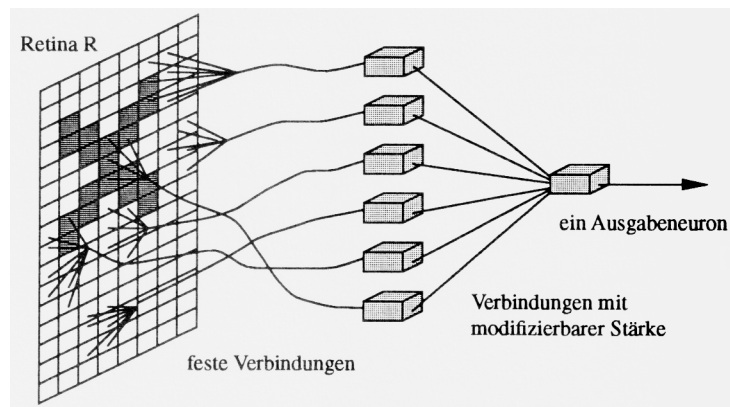 Retina R
ein Ausgabeneuron
Verbindungen mit
modifizierbarer Stärke
feste Verbindungen